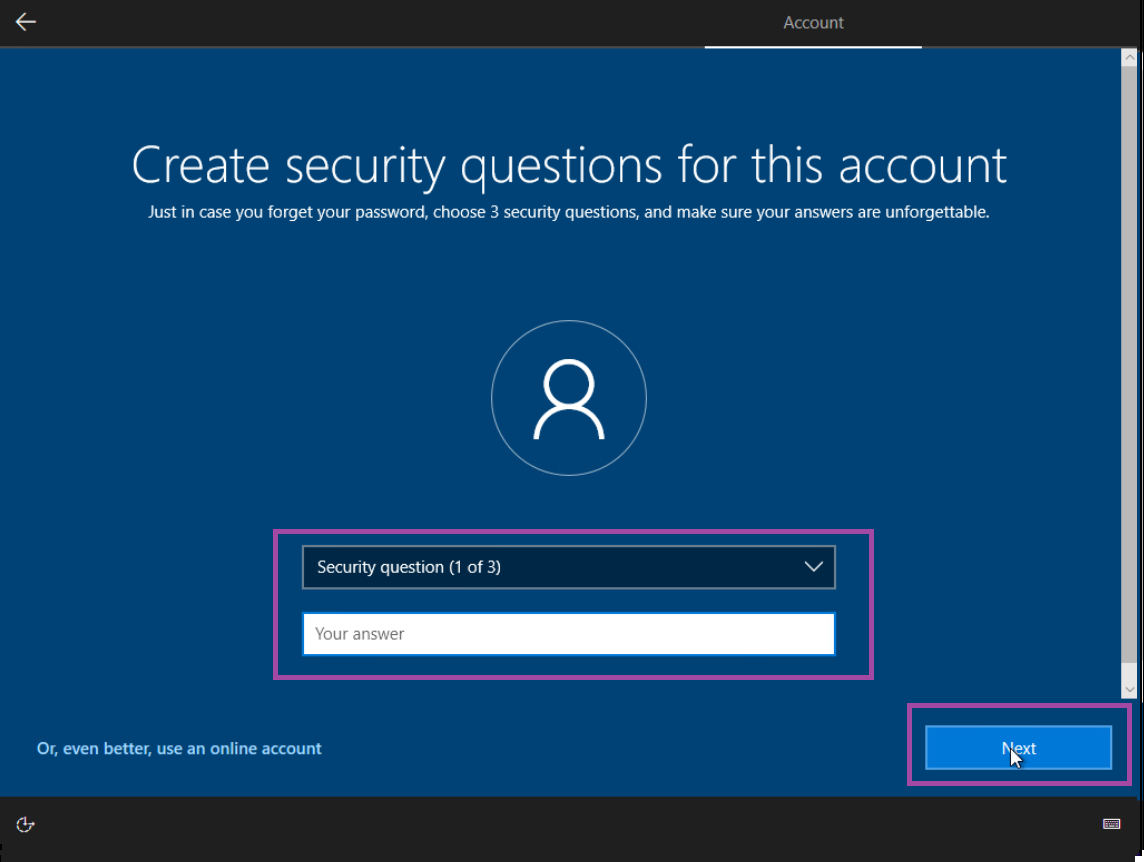 Account
Create security questions for this account
Just in case you forget your password, choose 3 security questions, and make sure your answers are unforgettable.
Security question (1 of 3)
Your answer
Or, even better, use an online account
Next